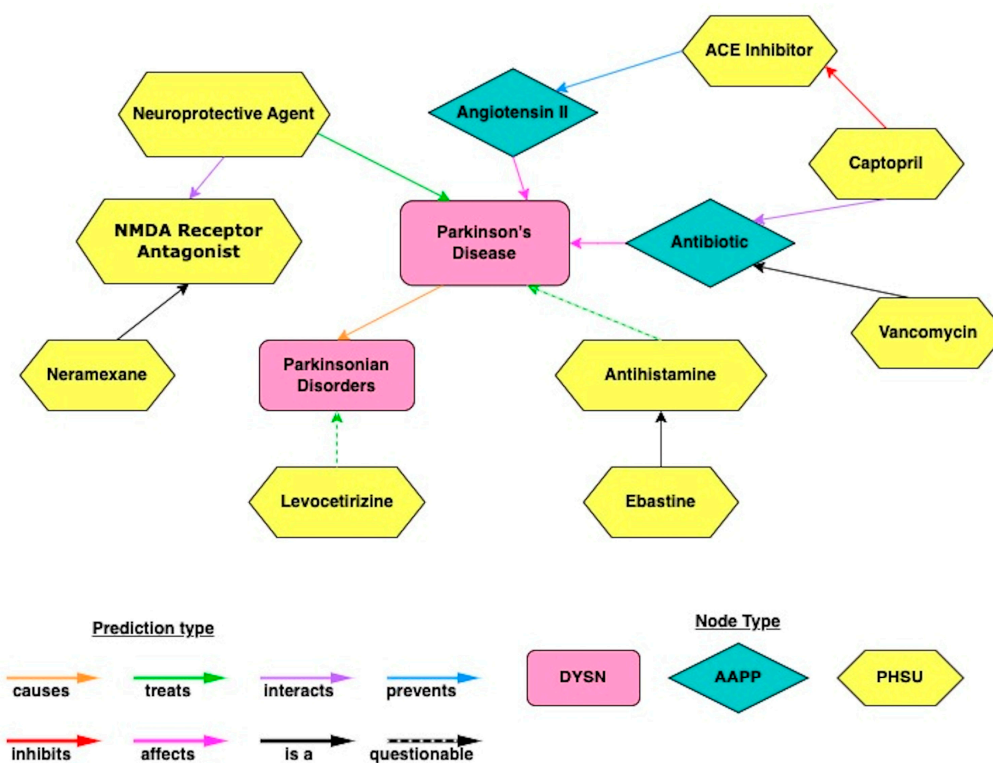 ACE Inhibitor
Neuroprotective Agent
Angiotensin II
Captopril
NMDA Receptor
Antagonist
Parkinson's
Disease
Antibiotic
Vancomycin
Neramexane
Parkinsonian
Disorders
Antihistamine
Levocetirizine
Ebastine
Prediction type
causes
treats
interacts
prevents
inhibits
affects
is a
questionable
Node Type
DYSN
AAPP
PHSU